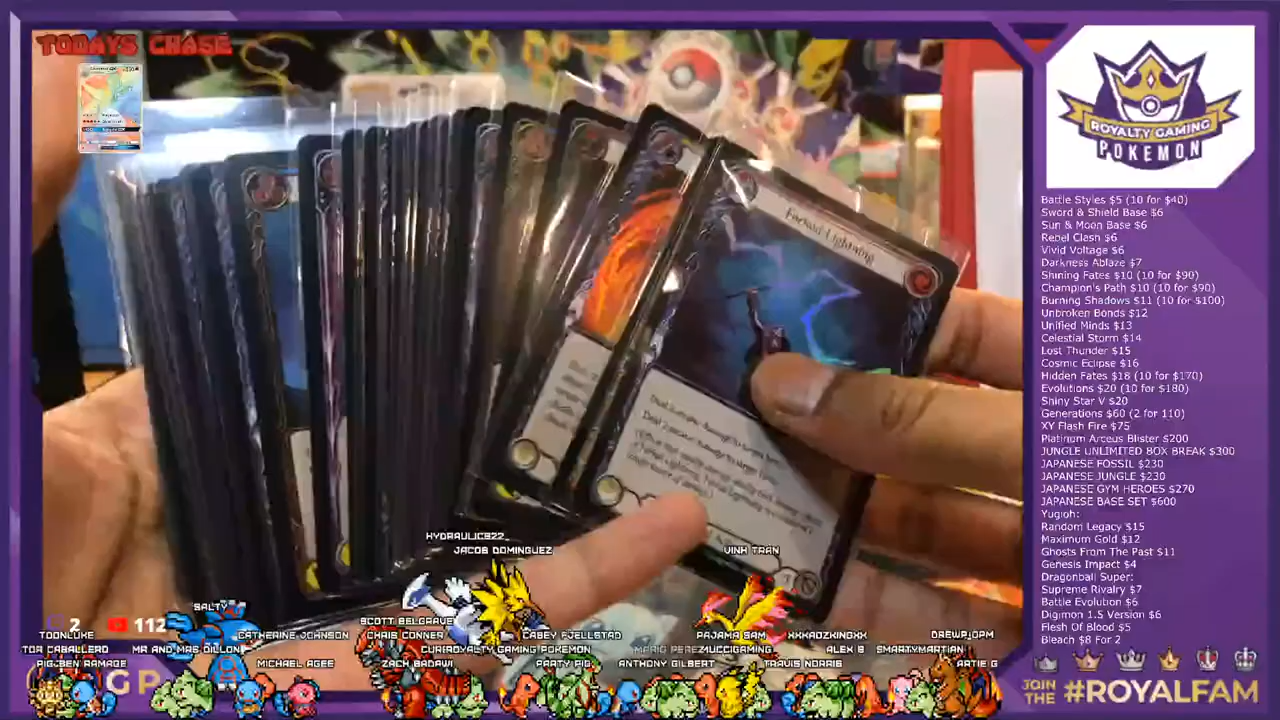 TODAYS CHASE
Forked Lightning
ROYALTY GAMING
POKEMON
Battle Styles $5 (10 for $40)
Sword & Shield Base $6
Sun & Moon Base $6
Rebel Clash $6
Vivid Voltage $6
Darkness Ablaze $7
Shining Fates $10 (10 for $90)
Champion's Path $10 (10 for $90)
Burning Shadows $11 (10 for $100)
Unbroken Bonds $12
Unified Minds $13
Celestial Storm $14
Lost Thunder $15
Cosmic Eclipse $16
Hidden Fates $18 (10 for $170)
Evolutions $20 (10 for $180)
Shiny Star V $20
Generations $60 (2 for 110)
XY Flash Fire $75
Platinum Arceus Blister $200
JUNGLE UNLIMITED BOX BREAK $300
JAPANESE FOSSIL $230
JAPANESE JUNGLE $230
JAPANESE GYM HEROES $270
JAPANESE BASE SET $600
Yugioh:
Random Legacy $15
Maximum Gold $12
Ghosts From The Past $11
Genesis Impact $4
Dragonball Super:
Supreme Rivalry $7
Battle Evolution $6
Digimon 1.5 Version $6
Flesh Of Blood $5
Bleach $8 For 2
JOIN THE #ROYALFAM
HYDRAULICBZZ_
JACOB DOMINGUEZ
VINH TRAN
SALTY
SCOTT BELGRAVE
2
112
TOONLUKE
CATHERINE JOHNSON
CHRIS CONNER
CASEY FJELLSTAD
PAJAMA SAM
XXKAOZKINGXX
DREWP_OPM
TOR CABALLERO
MR AND MRS DILLON
ROYALTY GAMING POKEMON
MARIO PEREZ
ZMUCCIGAMING
ALEX B
SMARTYMARTIAN
BEN RAMAGE
MICHAEL AGEE
ZACK BADAWI
PARTY PIG
ANTHONY GILBERT
TRAVIS NORRIS
ARTIE G
GP